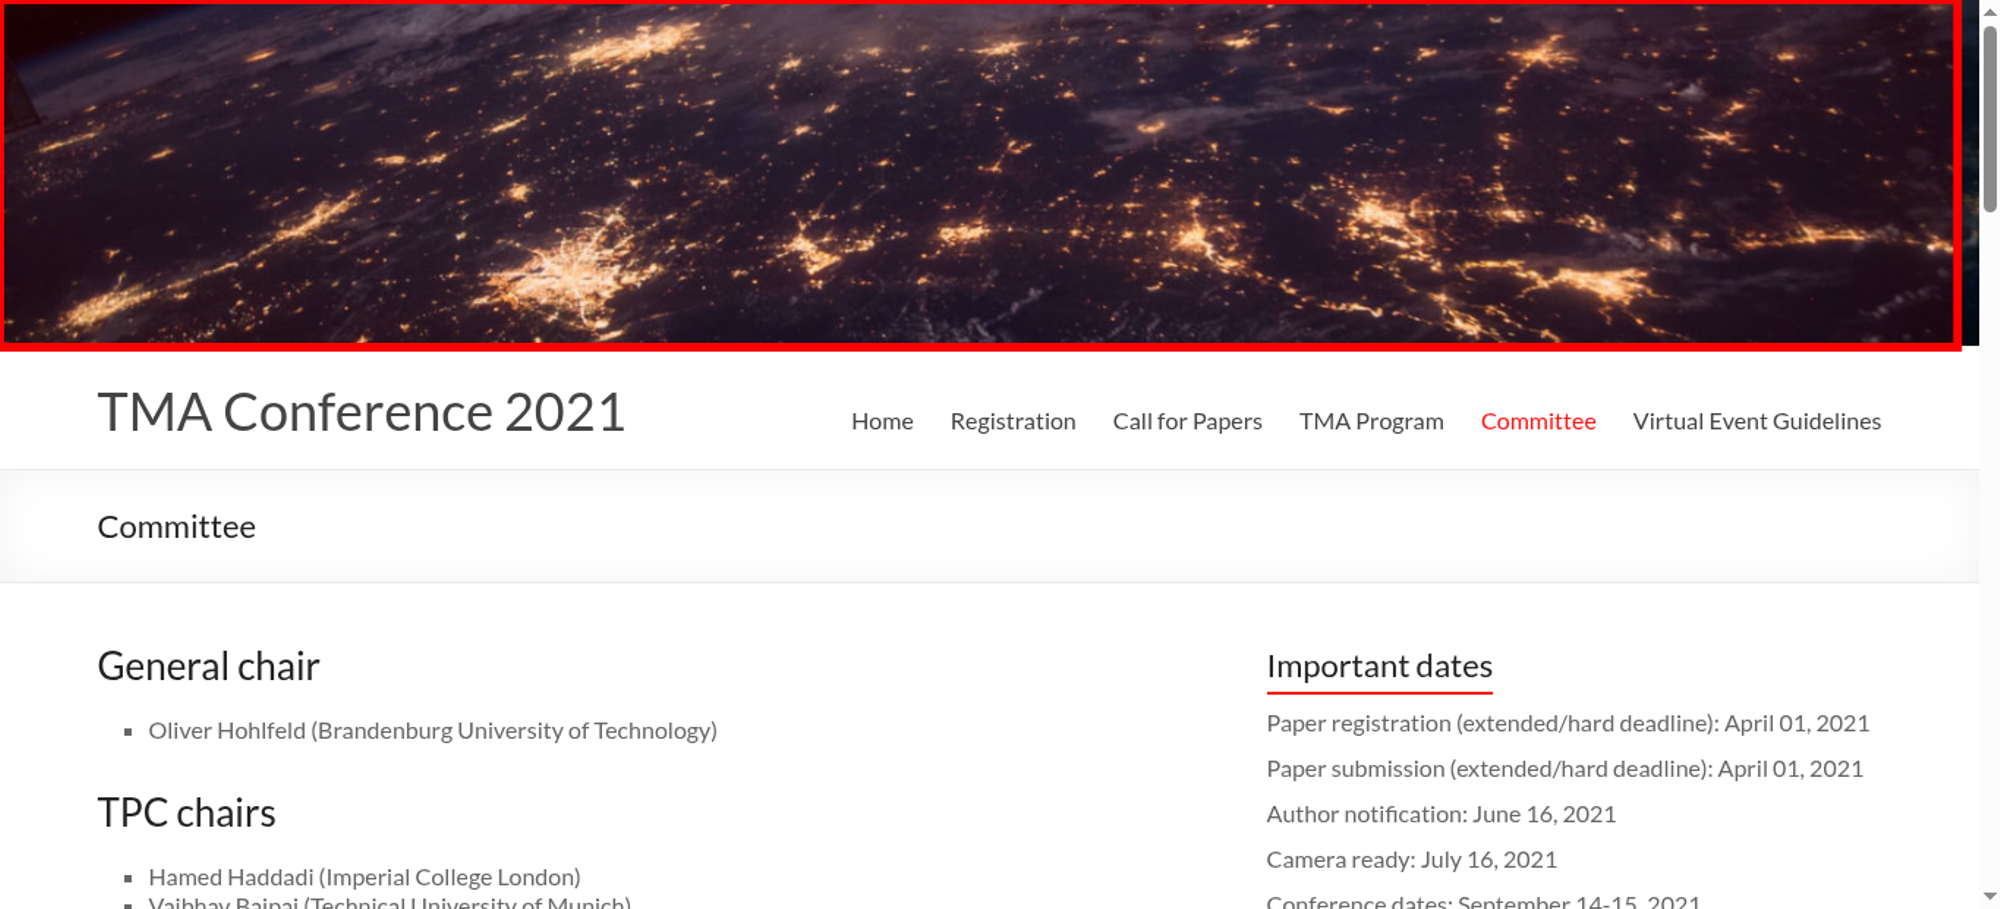 TMA Conference 2021
Home
Registration
Call for Papers
TMA Program
Committee
Virtual Event Guidelines
Committee
General chair
Oliver Hohlfeld (Brandenburg University of Technology)
TPC chairs
Hamed Haddadi (Imperial College London)
Vaibhav Bajpai (Technical University of Munich)
Important dates
Paper registration (extended/hard deadline): April 01, 2021
Paper submission (extended/hard deadline): April 01, 2021
Author notification: June 16, 2021
Camera ready: July 16, 2021
Conference dates: September 14-15, 2021